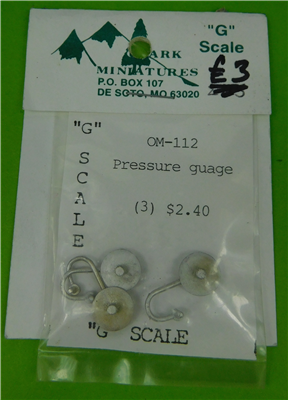 "G"
Scale
£3
ARK
MINIATURES
P.O. BOX 107
DE SOTO, MO 63020
"G"
S
C
A
L
E
OM-112
Pressure guage
(3) $2.40
"G" SCALE